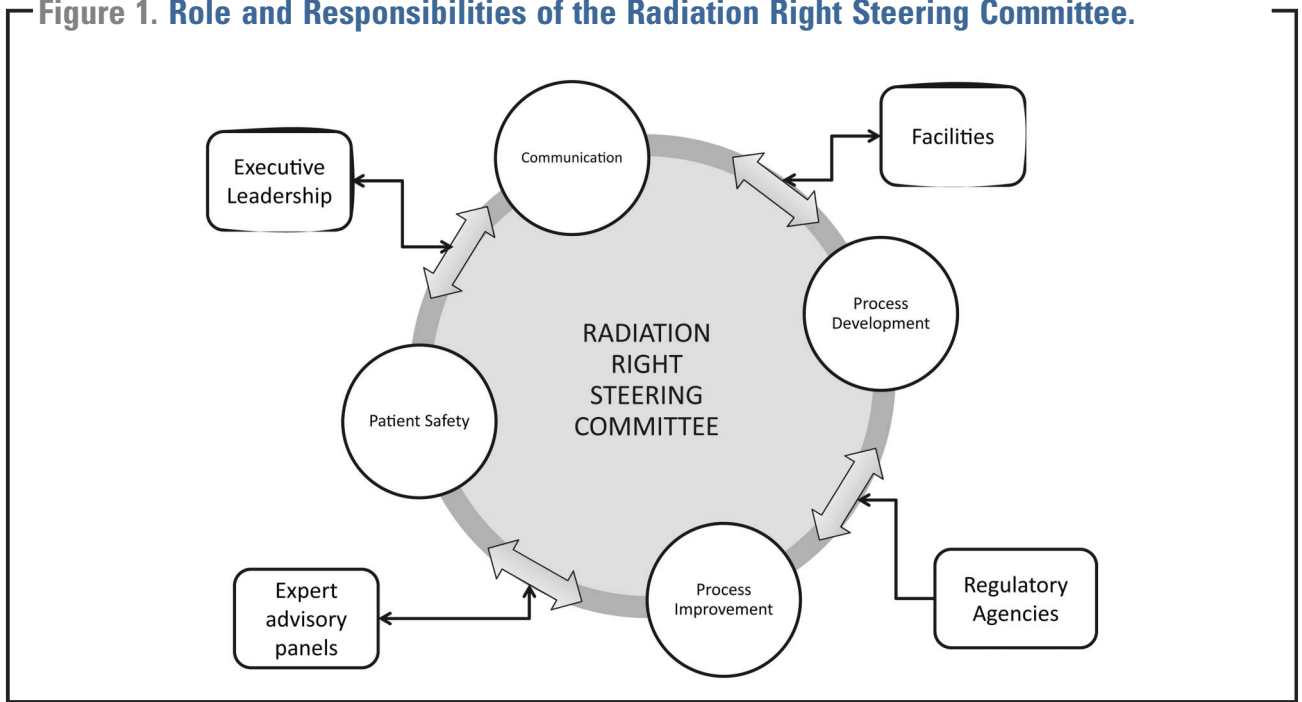 Figure 1. Role and Responsibilities of the Radiation Right Steering Committee.
Communication
Facilities
Executive
Leadership
Process
Development
RADIATION
RIGHT
STEERING
COMMITTEE
Patient Safety
Expert
advisory
panels
Process
Improvement
Regulatory
Agencies